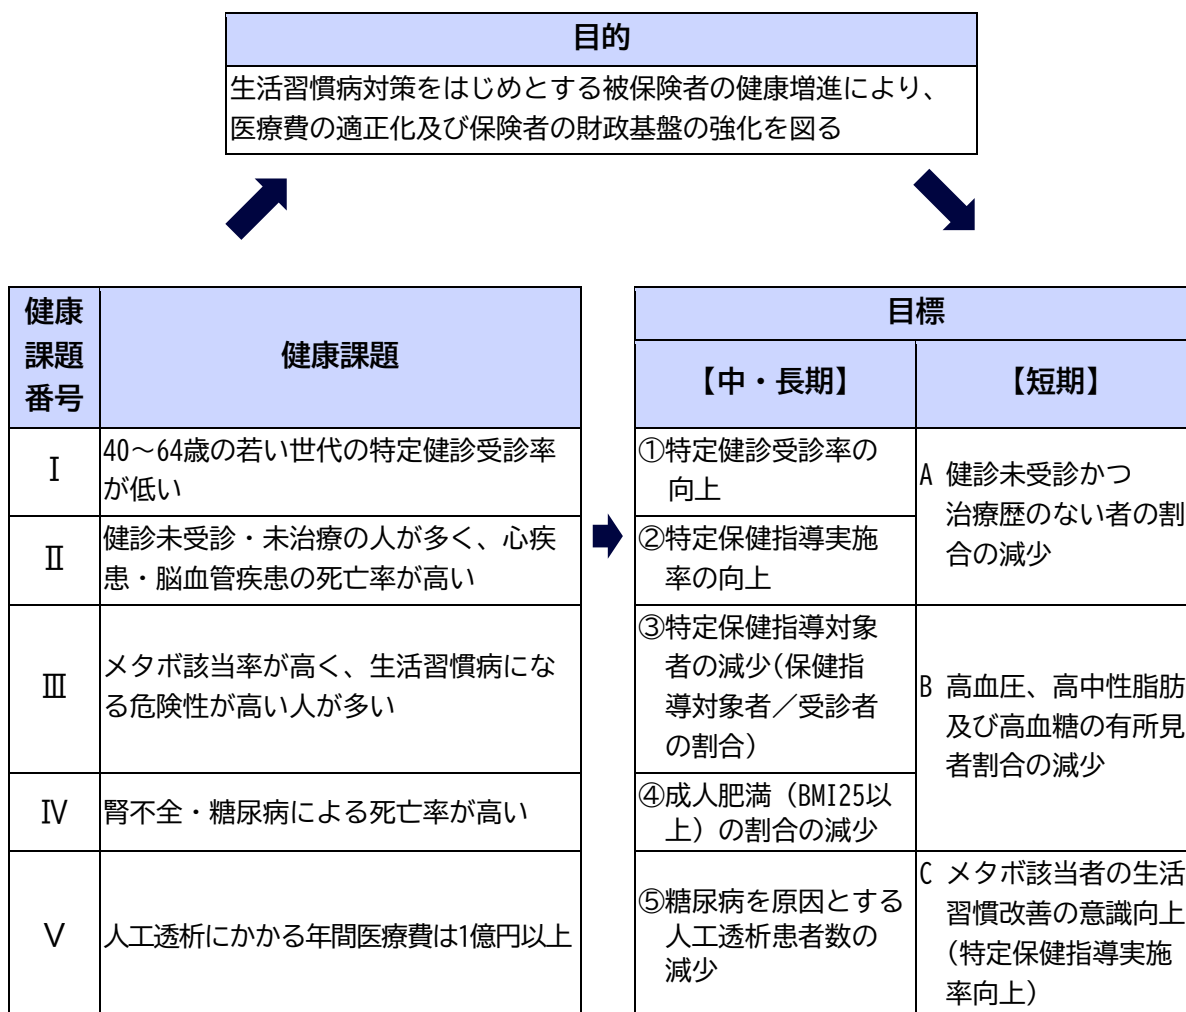 目的
生活習慣病対策をはじめとする被保険者の健康増進により、
医療費の適正化及び保険者の財政基盤の強化を図る
健康
課題
番号
健康課題
Ⅰ
40～64歳の若い世代の特定健診受診率
が低い
Ⅱ
健診未受診・未治療の人が多く、心疾
患・脳血管疾患の死亡率が高い
Ⅲ
メタボ該当率が高く、生活習慣病にな
る危険性が高い人が多い
Ⅳ
腎不全・糖尿病による死亡率が高い
Ⅴ
人工透析にかかる年間医療費は1億円以上
目標
【中・長期】
【短期】
①特定健診受診率の
向上
②特定保健指導実施
率の向上
③特定保健指導対象
者の減少(保健指
導対象者／受診者
の割合)
④成人肥満（BMI25以
上）の割合の減少
⑤糖尿病を原因とする
人工透析患者数の
減少
A 健診未受診かつ
治療歴のない者の割
合の減少
B 高血圧、高中性脂肪
及び高血糖の有所見
者割合の減少
C メタボ該当者の生活
習慣改善の意識向上
(特定保健指導実施
率向上)